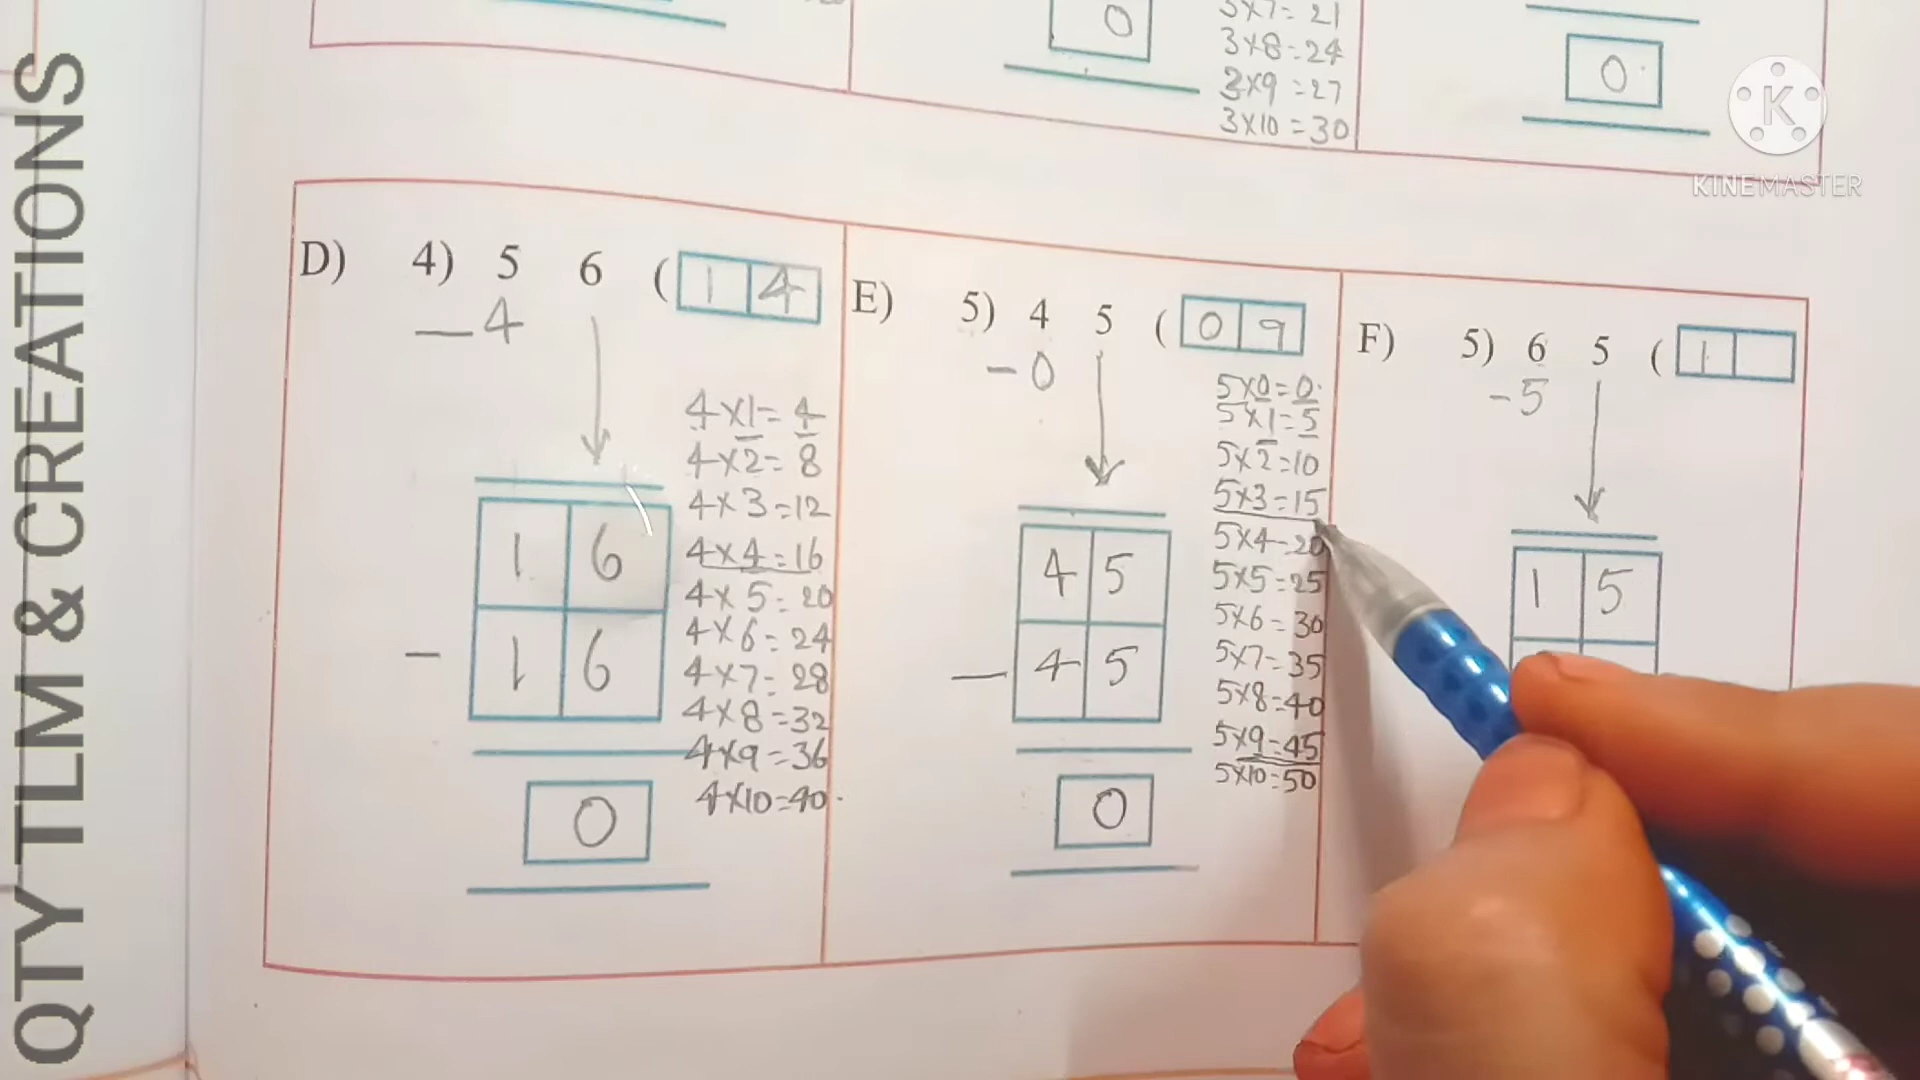 QTY TLM & CREATIONS
3x7=21
3x8=24
3x9=27
3x10=30
0
0
K
KINEMASTER
D) 4) 5 6 ( 1 4
-4
4x1=4
4x2=8
4x3=12
4x4=16
4x5=20
4x6=24
4x7=28
4x8=32
4x9=36
4x10=40
1 6
- 1 6
0
E) 5) 4 5 ( 0 9
-0
5x0=0
5x1=5
5x2=10
5x3=15
5x4=20
5x5=25
5x6=30
5x7=35
5x8=40
5x9=45
5x10=50
4 5
- 4 5
0
F) 5) 6 5 ( 1
-5
1 5